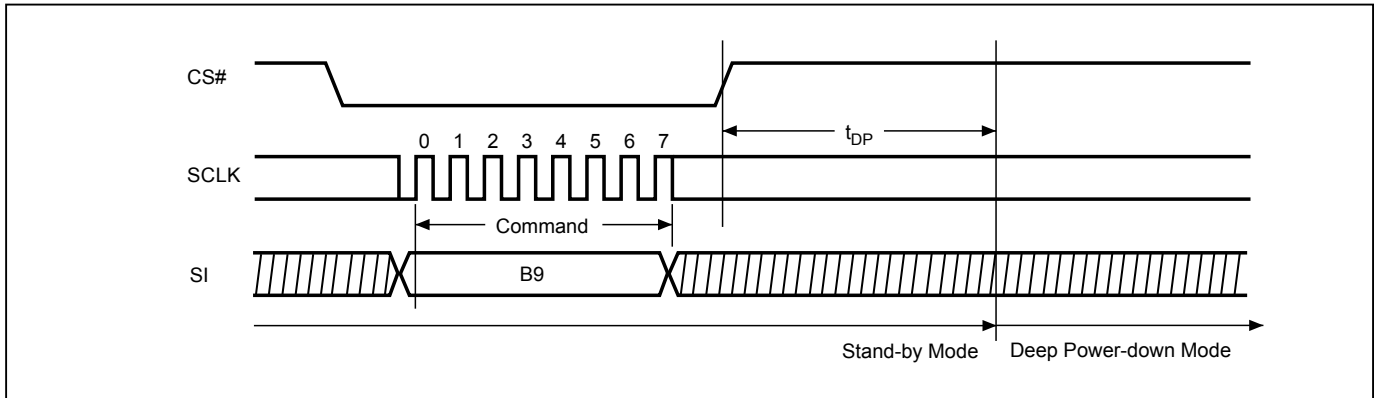 CS#
t_DP
0 1 2 3 4 5 6 7
SCLK
Command
SI
B9
Stand-by Mode Deep Power-down Mode